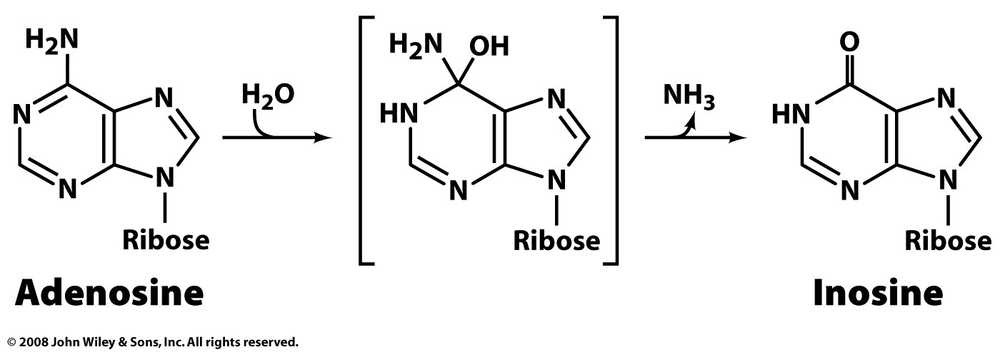 H₂N
N
N
N
N
Ribose
Adenosine
H₂O
H₂N OH
HN
N
N
N
Ribose
NH₃
O
HN
N
N
N
Ribose
Inosine
© 2008 John Wiley & Sons, Inc. All rights reserved.